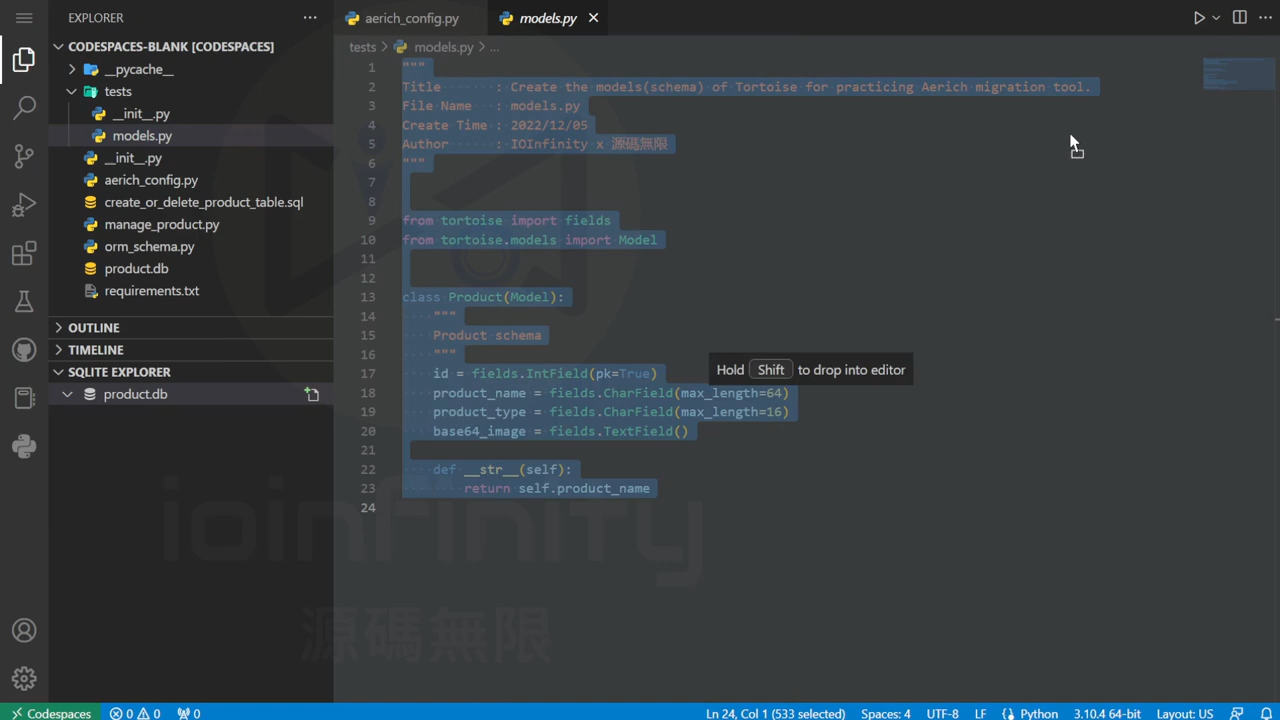 EXPLORER
CODESPACES-BLANK [CODESPACES]
__pycache__
tests
__init__.py
models.py
__init__.py
aerich_config.py
create_or_delete_product_table.sql
manage_product.py
orm_schema.py
product.db
requirements.txt
OUTLINE
TIMELINE
SQLITE EXPLORER
product.db
aerich_config.py
models.py
tests > models.py > ...
1 """
2 Title : Create the models(schema) of Tortoise for practicing Aerich migration tool.
3 File Name : models.py
4 Create Time : 2022/12/05
5 Author : IOInfinity x 源碼無限
6 """
7
8
9 from tortoise import fields
10 from tortoise.models import Model
11
12
13 class Product(Model):
14 """
15 Product schema
16 """
17 id = fields.IntField(pk=True)
18 product_name = fields.CharField(max_length=64)
19 product_type = fields.CharField(max_length=16)
20 base64_image = fields.TextField()
21
22 def __str__(self):
23 return self.product_name
24
Hold Shift to drop into editor
ioinfinity
源碼無限
Codespaces 0 0 0 Ln 24, Col 1 (533 selected) Spaces: 4 UTF-8 LF Python 3.10.4 64-bit Layout: US